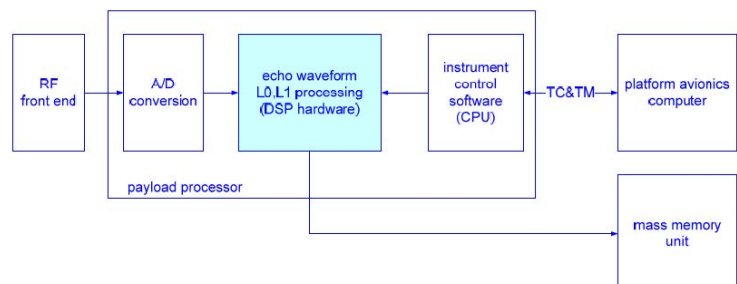 RF
front end
A/D
conversion
echo waveform
L0,L1 processing
(DSP hardware)
instrument
control
software
(CPU)
TC&TM
platform avionics
computer
payload processor
mass memory
unit